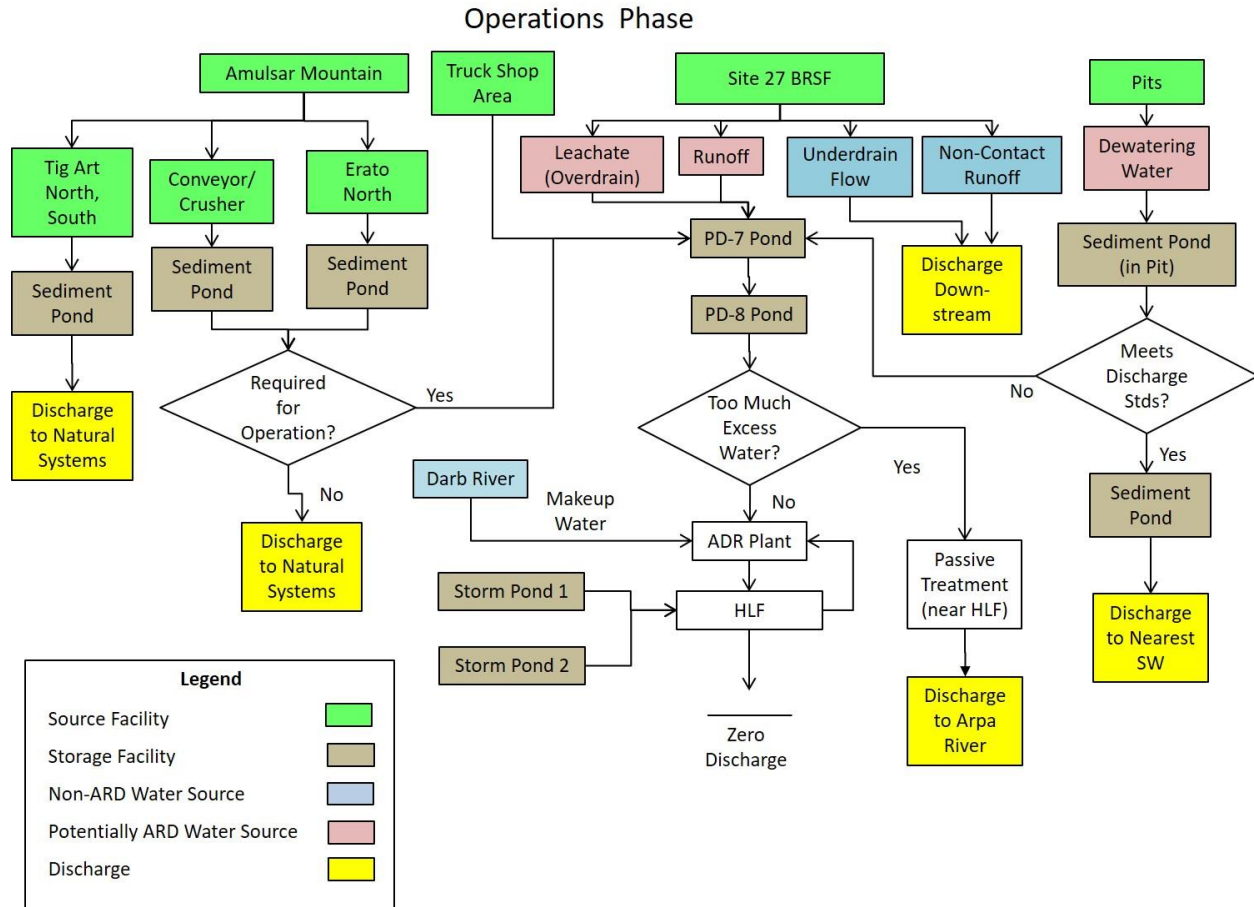 Operations Phase
Amulsar Mountain
Truck Shop
Area
Site 27 BRSF
Pits
Tig Art
North,
South
Conveyor/
Crusher
Erato
North
Leachate
(Overdrain)
Runoff
Underdrain
Flow
Non-Contact
Runoff
Dewatering
Water
Sediment
Pond
Sediment
Pond
Sediment
Pond
PD-7 Pond
Discharge
Down-
stream
Sediment Pond
(in Pit)
PD-8 Pond
Required
for
Operation?
Yes
No
Meets
Discharge
Stds?
No
Yes
Too Much
Excess
Water?
Yes
No
Discharge
to Natural
Systems
Discharge
to Natural
Systems
Darb River
Makeup
Water
ADR Plant
Sediment
Pond
Storm Pond 1
HLF
Storm Pond 2
Passive
Treatment
(near HLF)
Discharge
to Nearest
SW
Zero
Discharge
Discharge
to Arpa
River
Legend
Source Facility
Storage Facility
Non-ARD Water Source
Potentially ARD Water Source
Discharge